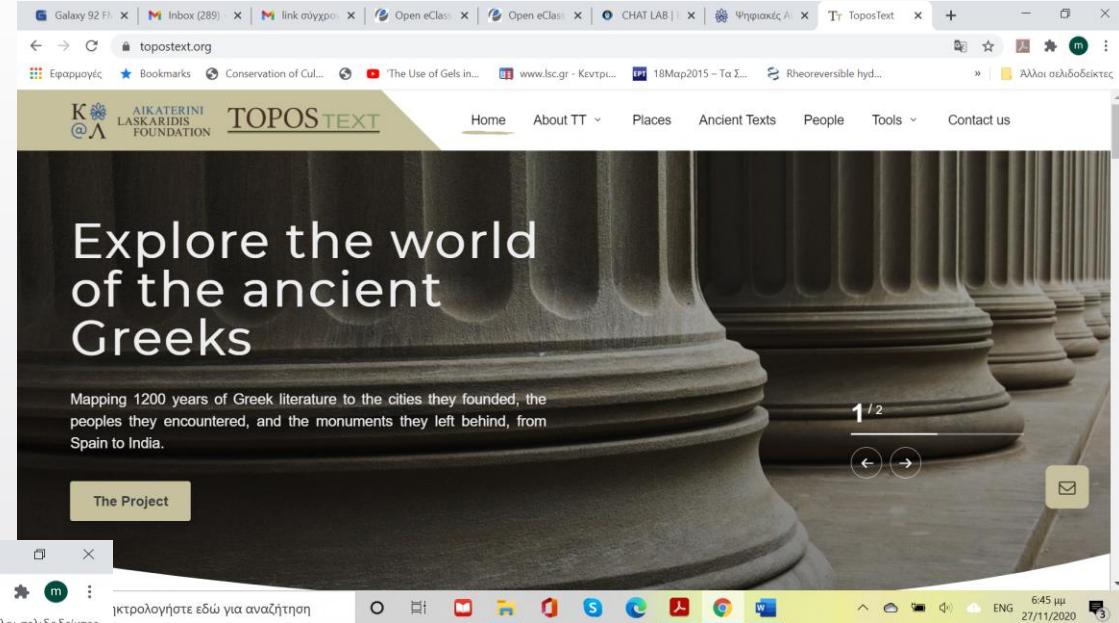 Galaxy 92 FM
Inbox (289)
link σύγχρον
Open eClass
Open eClass
CHAT LAB |
Ψηφιακές
ToposText
topostext.org
m
Εφαρμογές
Bookmarks
Conservation of Cul...
'The Use of Gels in...
www.lsc.gr - Κεντρι...
ΕΡΤ
18Μαρ2015 – Τα Σ...
Rheoreversible hyd...
»
Άλλοι σελιδοδείκτες
AIKATERINI
LASKARIDIS
FOUNDATION
TOPOS TEXT
Home
About TT
Places
Ancient Texts
People
Tools
Contact us
Explore the world
of the ancient
Greeks
Mapping 1200 years of Greek literature to the cities they founded, the
peoples they encountered, and the monuments they left behind, from
Spain to India.
1 / 2
The Project
m
ηκτρολογήστε εδώ για αναζήτηση
ENG
6:45 μμ
27/11/2020
3